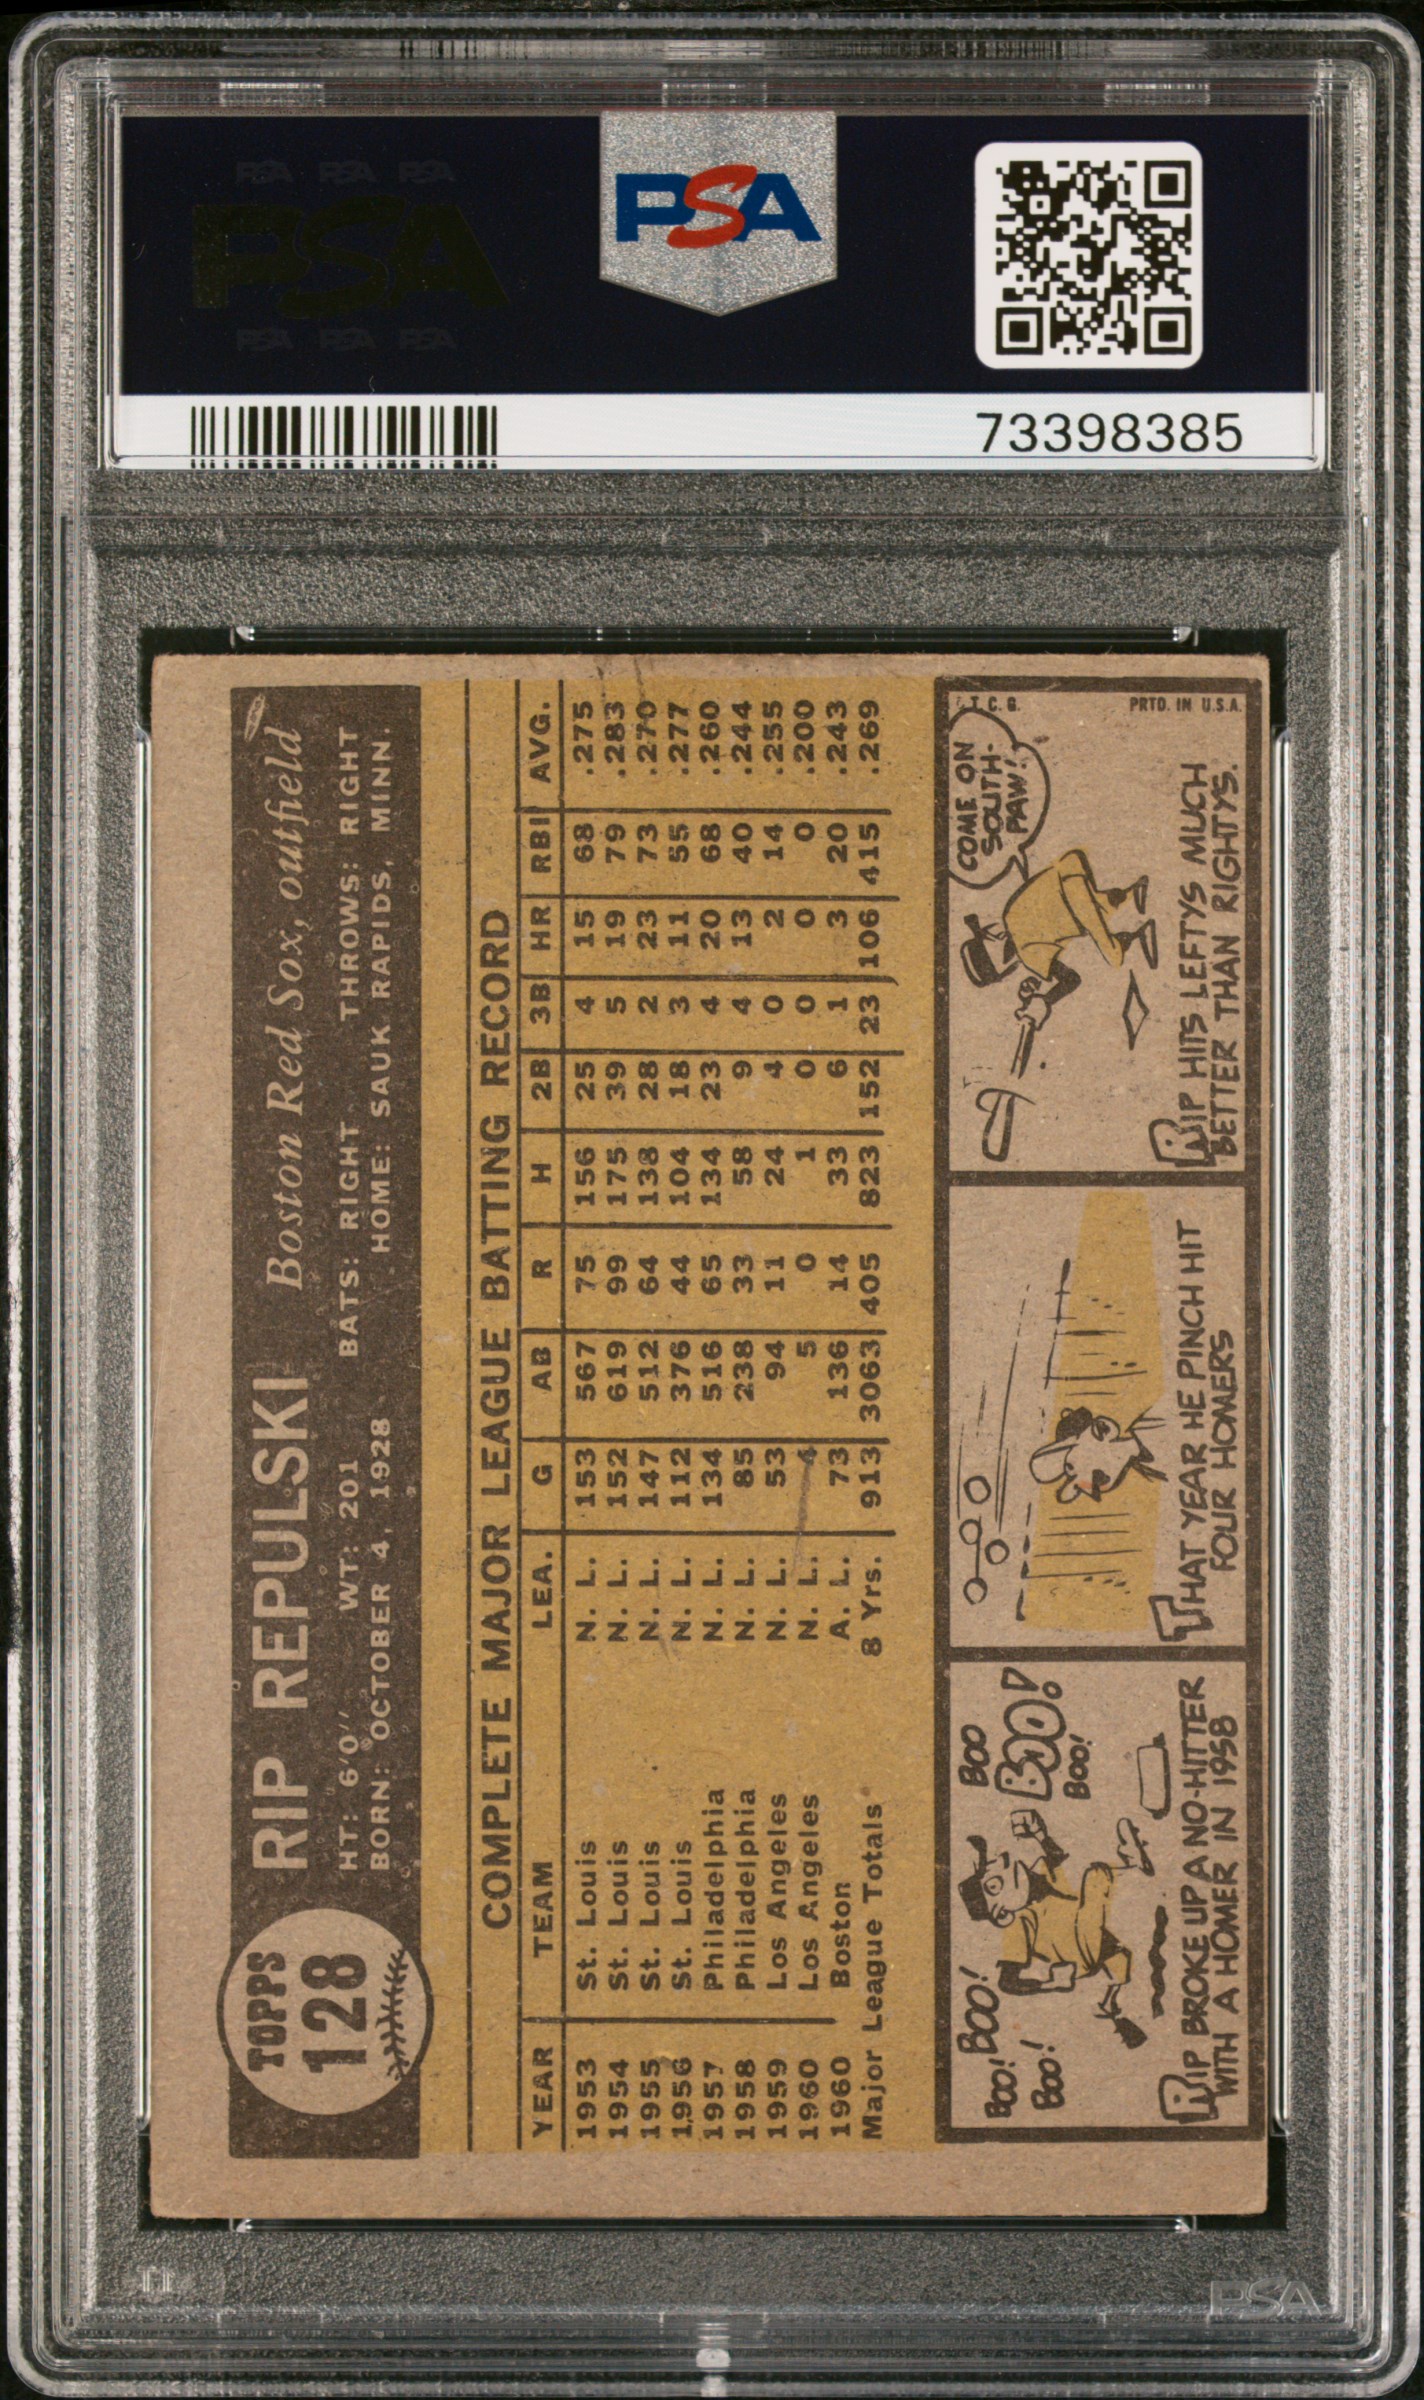 PSA PSA PSA
PSA
PSA PSA PSA
PSA
73398385
TOPPS
128
RIP REPULSKI Boston Red Sox, outfield
HT: 6'0" WT: 201 BATS: RIGHT THROWS: RIGHT
BORN: OCTOBER 4, 1928 HOME: SAUK RAPIDS, MINN.
COMPLETE MAJOR LEAGUE BATTING RECORD
YEAR TEAM LEA. G AB R H 2B 3B HR RBI AVG.
1953 St. Louis N. L. 153 567 75 156 25 4 15 68 .275
1954 St. Louis N. L. 152 619 99 175 39 5 19 79 .283
1955 St. Louis N. L. 147 512 64 138 28 2 23 73 .270
1956 St. Louis N. L. 112 376 44 104 18 3 11 55 .277
1957 Philadelphia N. L. 134 516 65 134 23 4 20 68 .260
1958 Philadelphia N. L. 85 238 33 58 9 4 13 40 .244
1959 Los Angeles N. L. 53 94 11 24 4 0 2 14 .255
1960 Los Angeles N. L. 4 5 0 1 0 0 0 0 .200
1960 Boston A. L. 73 136 14 33 6 1 3 20 .243
Major League Totals 8 Yrs. 913 3063 405 823 152 23 106 415 .269
BOO! BOO!
BOO!
BOO
BOO!
BOO!
RIP BROKE UP A NO-HITTER
WITH A HOMER IN 1958
THAT YEAR HE PINCH HIT
FOUR HOMERS
COME ON
SOUTH-
PAW!
RIP HITS LEFTYS MUCH
BETTER THAN RIGHTYS.
T.C.G.
PRTD. IN U.S.A.
PSA